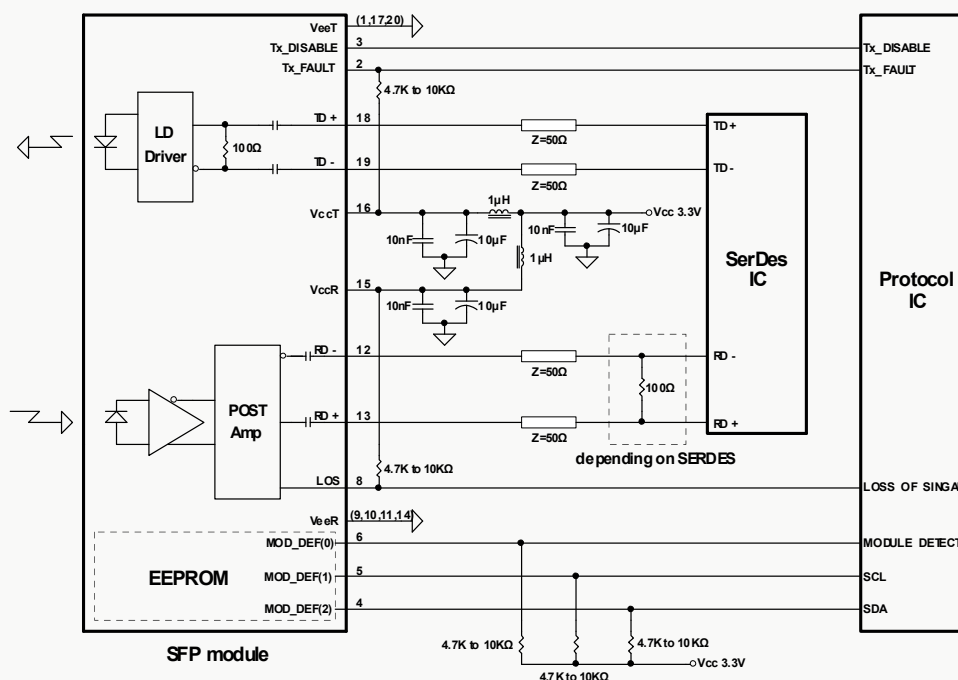 VeeT (1,17,20)
Tx_DISABLE 3 Tx_DISABLE
Tx_FAULT 2 Tx_FAULT
4.7K to 10KΩ
LD
Driver
100Ω
TD + 18 Z=50Ω TD +
TD - 19 Z=50Ω TD -
1µH
VccT 16 Vcc 3.3V
10nF 10µF 10nF 10µF
1µH
SerDes
IC
Protocol
IC
VccR 15
10nF 10µF
RD - 12 Z=50Ω RD -
100Ω
POST
Amp
RD + 13 Z=50Ω RD +
depending on SERDES
4.7K to 10KΩ
LOS 8 LOSS OF SINGA
VeeR (9,10,11,14)
MOD_DEF(0) 6 MODULE DETECT
EEPROM
MOD_DEF(1) 5 SCL
MOD_DEF(2) 4 SDA
4.7K to 10KΩ 4.7K to 10KΩ
SFP module
Vcc 3.3V
4.7K to 10KΩ